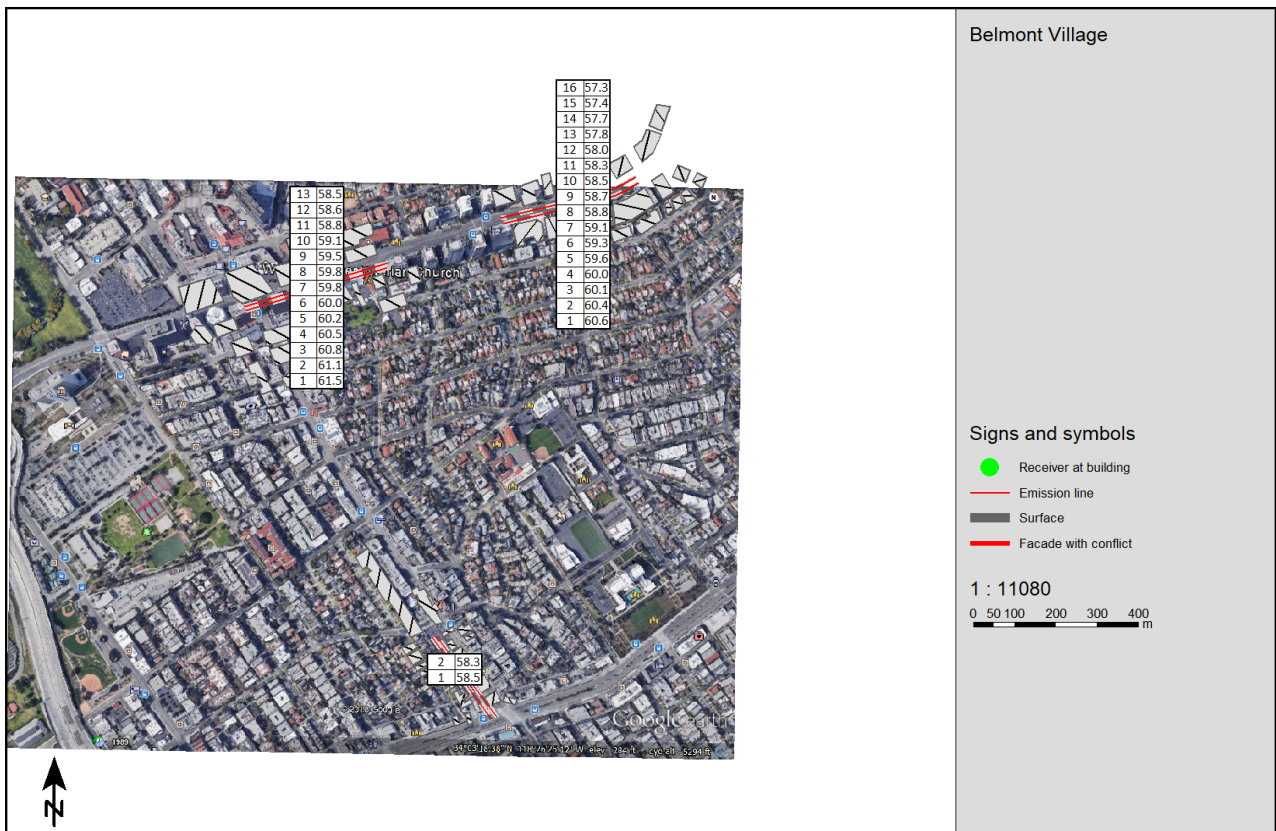 Belmont Village
16 57.3
15 57.4
14 57.7
13 57.8
12 58.0
11 58.3
10 58.5
9 58.7
8 58.8
7 59.1
6 59.3
5 59.6
4 60.0
3 60.1
2 60.4
1 60.6
13 58.5
12 58.6
11 58.8
10 59.1
9 59.5
8 59.8
7 59.8
6 60.0
5 60.2
4 60.5
3 60.8
2 61.1
1 61.5
W
Church
N
2 58.3
1 58.5
Google earth
1989
Signs and symbols
Receiver at building
Emission line
Surface
Facade with conflict
1 : 11080
0 50 100 200 300 400
m
N